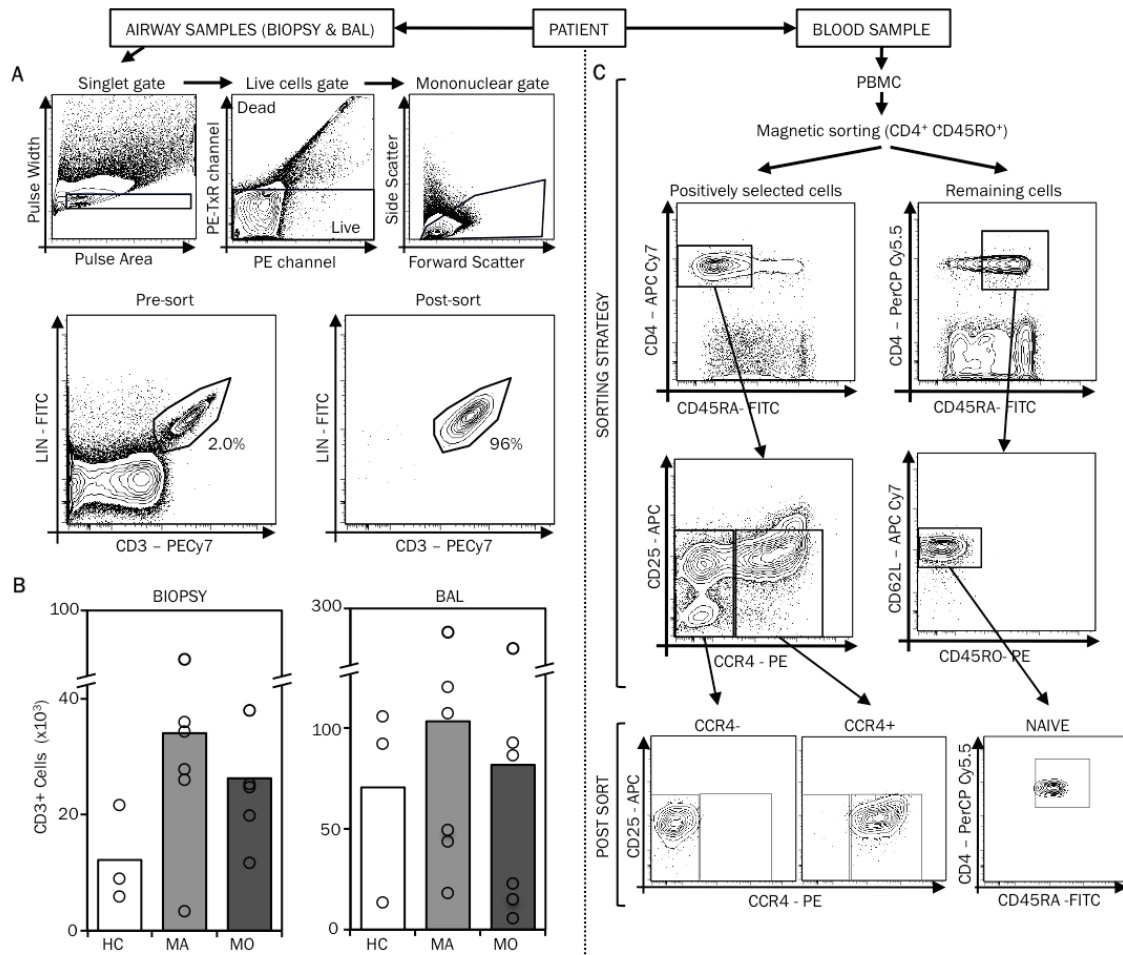 AIRWAY SAMPLES (BIOPSY & BAL)
PATIENT
BLOOD SAMPLE
A
Singlet gate
Live cells gate
Mononuclear gate
Pulse Width
Pulse Area
Dead
Live
PE-TxR channel
PE channel
Side Scatter
Forward Scatter
Pre-sort
Post-sort
LIN - FITC
2.0%
CD3 – PECy7
LIN - FITC
96%
CD3 – PECy7
B
BIOPSY
BAL
CD3+ Cells (x10³)
100
40
20
0
HC
MA
MO
300
100
50
0
HC
MA
MO
C
SORTING STRATEGY
PBMC
Magnetic sorting (CD4⁺ CD45RO⁺)
Positively selected cells
Remaining cells
CD4 – APC Cy7
CD45RA- FITC
CD4 – PerCP Cy5.5
CD45RA- FITC
CD25 - APC
CCR4 - PE
CD62L – APC Cy7
CD45RO- PE
POST SORT
CCR4-
CCR4+
NAIVE
CD25 - APC
CCR4 - PE
CD4 – PerCP Cy5.5
CD45RA -FITC